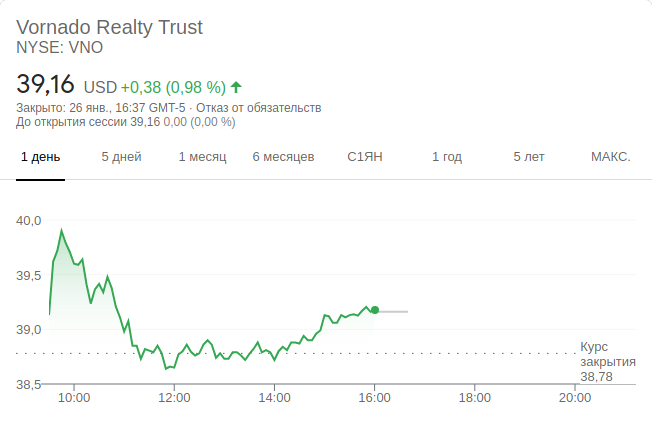 Vornado Realty Trust
NYSE: VNO
39,16 USD +0,38 (0,98 %)
Закрыто: 26 янв., 16:37 GMT-5 · Отказ от обязательств
До открытия сессии 39,16 0,00 (0,00 %)
1 день 5 дней 1 месяц 6 месяцев С1ЯН 1 год 5 лет МАКС.
40,0
39,5
39,0
Курс
закрытия
38,78
38,5
10:00 12:00 14:00 16:00 18:00 20:00